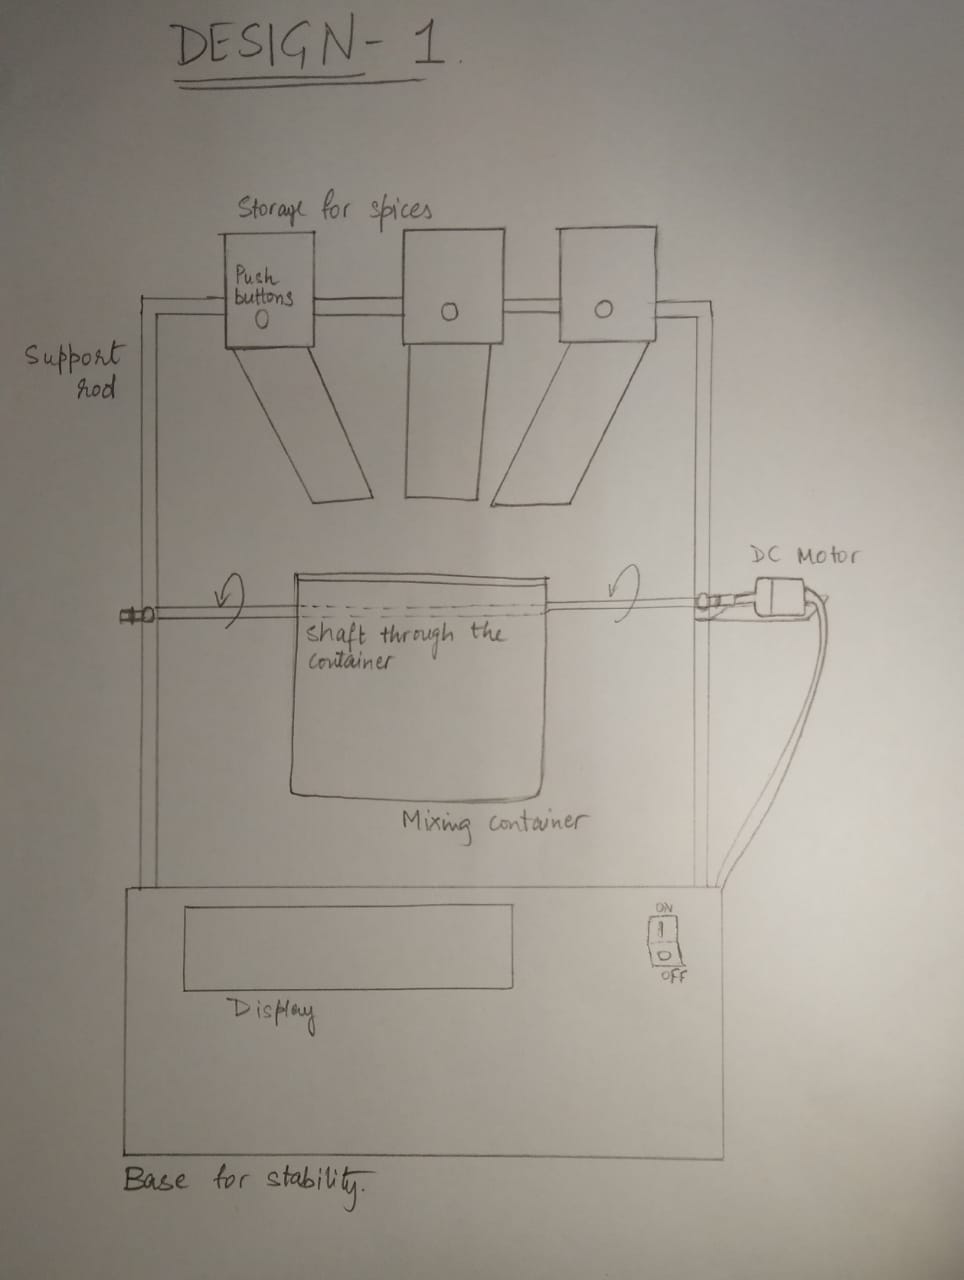 DESIGN-1.
Storage for spices
Push
buttons
Support
rod
DC Motor
Shaft through the
container
Mixing container
ON
OFF
Display
Base for stability.